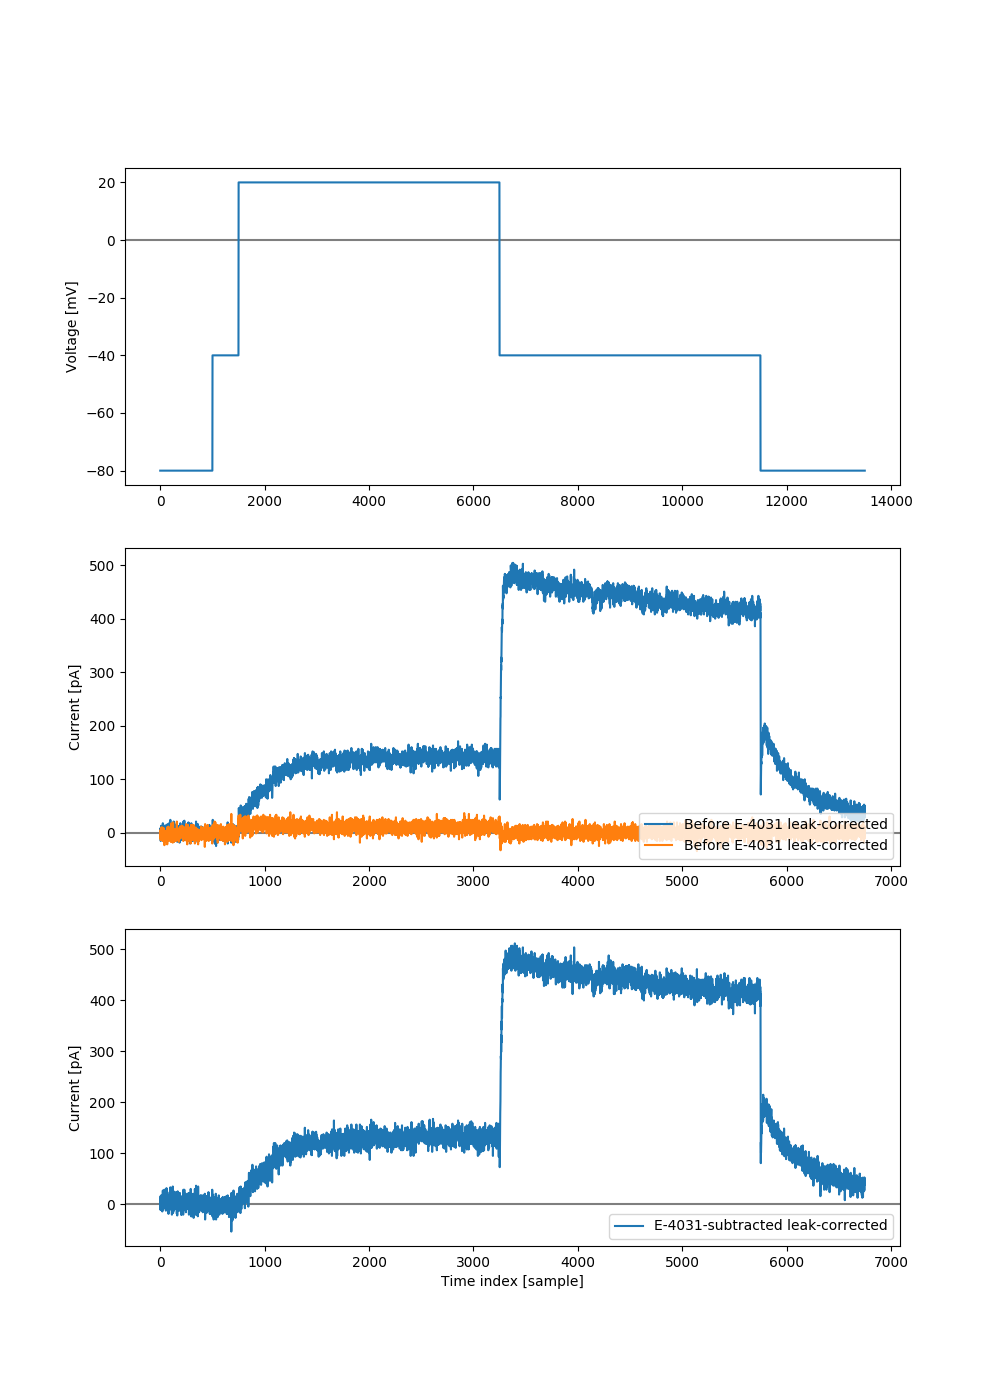 20
0
−20
−40
−60
−80
Voltage [mV]
0 2000 4000 6000 8000 10000 12000 14000
500
400
300
200
100
0
Current [pA]
Before E-4031 leak-corrected
Before E-4031 leak-corrected
0 1000 2000 3000 4000 5000 6000 7000
500
400
300
200
100
0
Current [pA]
E-4031-subtracted leak-corrected
0 1000 2000 3000 4000 5000 6000 7000
Time index [sample]